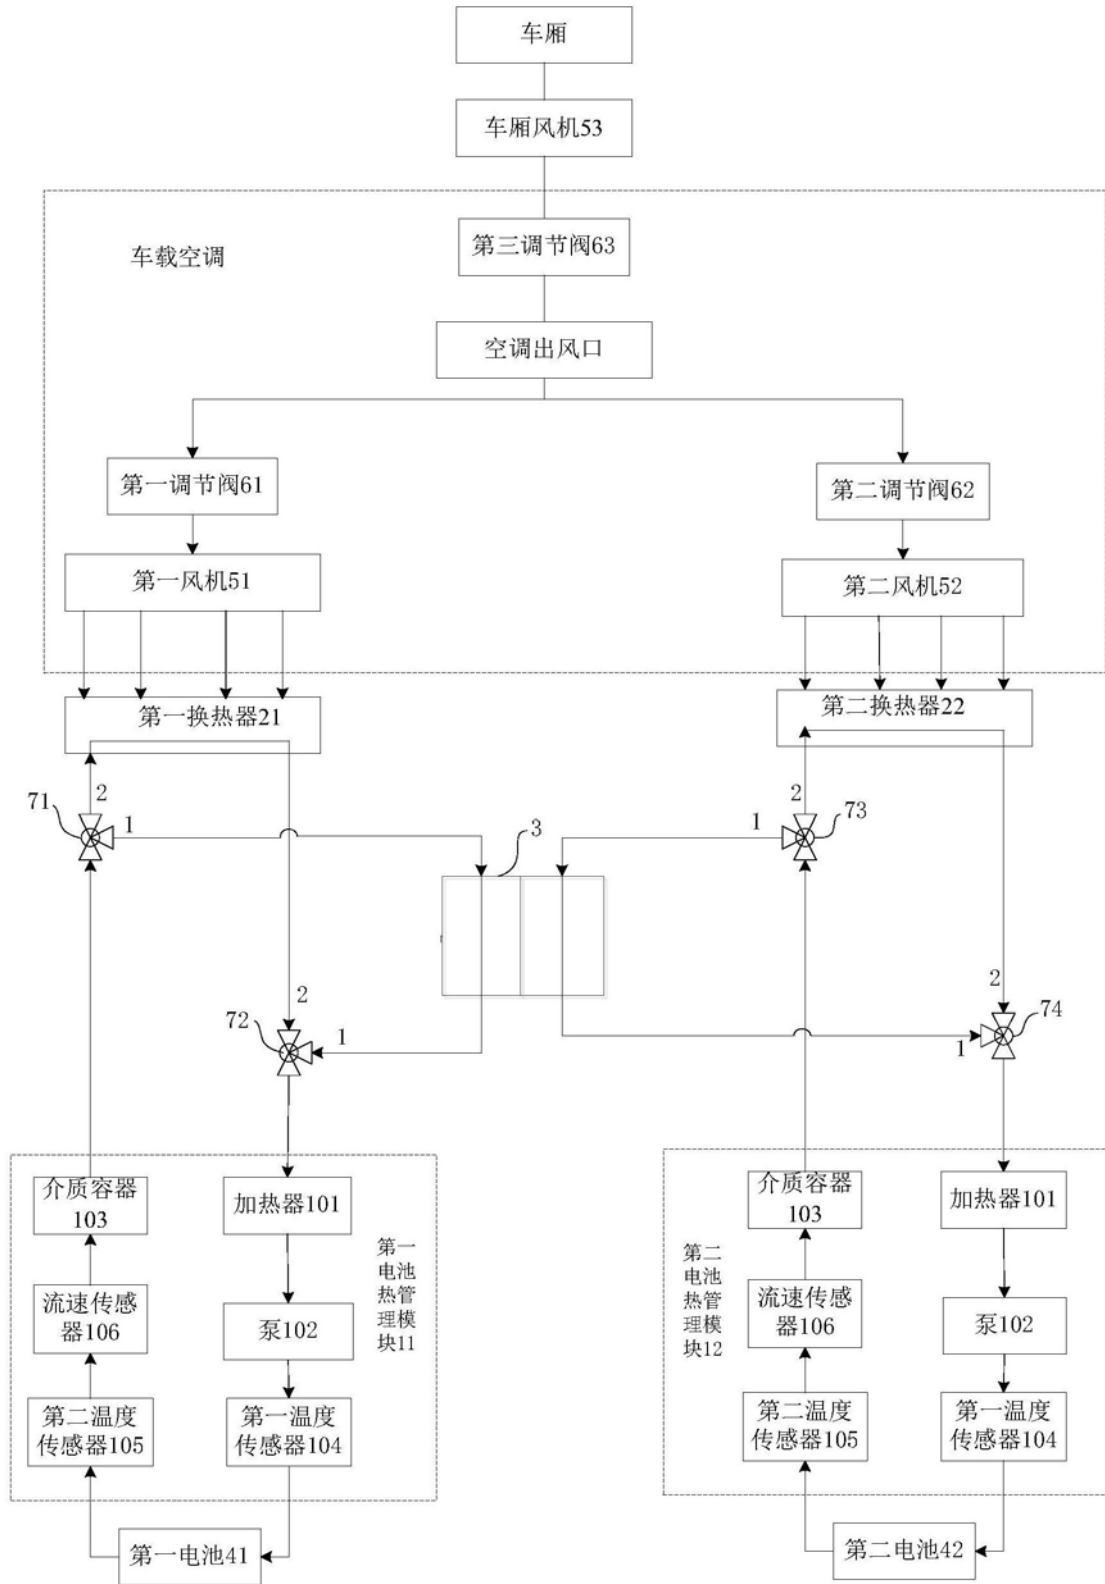 车厢
车厢风机53
车载空调
第三调节阀63
空调出风口
第一调节阀61
第二调节阀62
第一风机51
第二风机52
第一换热器21
第二换热器22
71
2
1
3
1
2
73
72
2
1
2
1
74
介质容器
103
加热器101
第一
电池
热管
理模
块11
流速传感
器106
泵102
第二温度
传感器105
第一温度
传感器104
第一电池41
介质容器
103
加热器101
第二
电池
热管
理模
块12
流速传感
器106
泵102
第二温度
传感器105
第一温度
传感器104
第二电池42